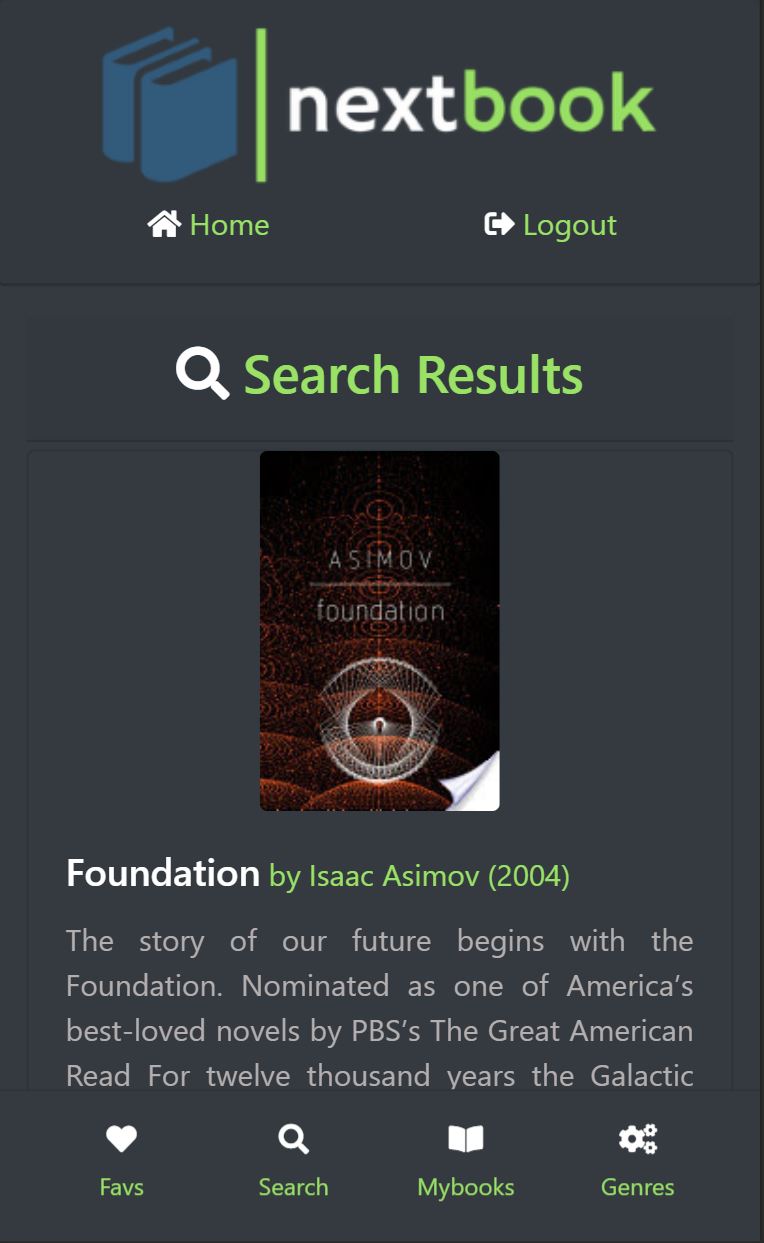 nextbook
Home
Logout
Search Results
ASIMOV
foundation
Foundation by Isaac Asimov (2004)
The story of our future begins with the
Foundation. Nominated as one of America’s
best-loved novels by PBS’s The Great American
Read For twelve thousand years the Galactic
Favs
Search
Mybooks
Genres